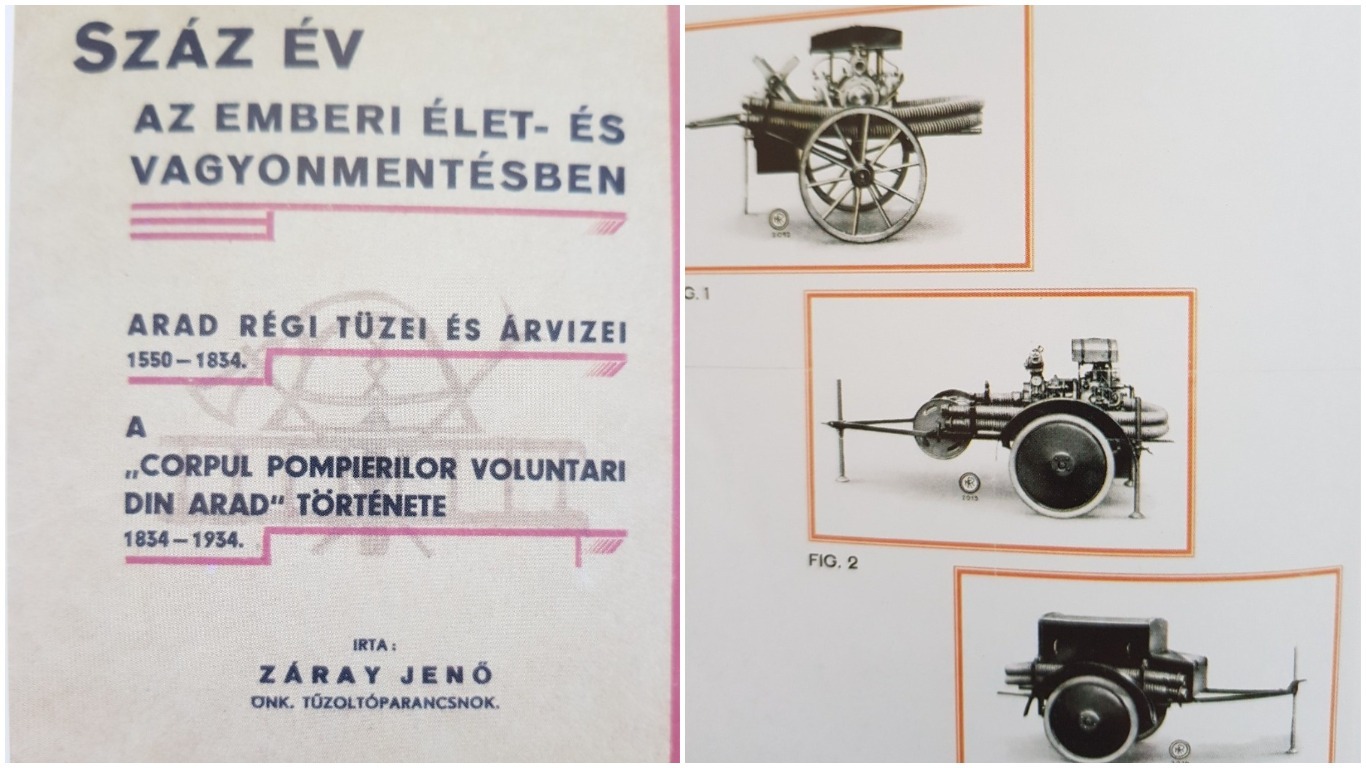 SZÁZ ÉV
AZ EMBERI ÉLET- ÉS
VAGYONMENTÉSBEN
ARAD RÉGI TÜZEI ÉS ÁRVIZEI
1550–1834.
A
„CORPUL POMPIERILOR VOLUNTARI
DIN ARAD“ TÖRTÉNETE
1834–1934.
IRTA:
ZÁRAY JENŐ
ÖNK. TŰZOLTÓPARANCSNOK.
G. 1
FIG. 2